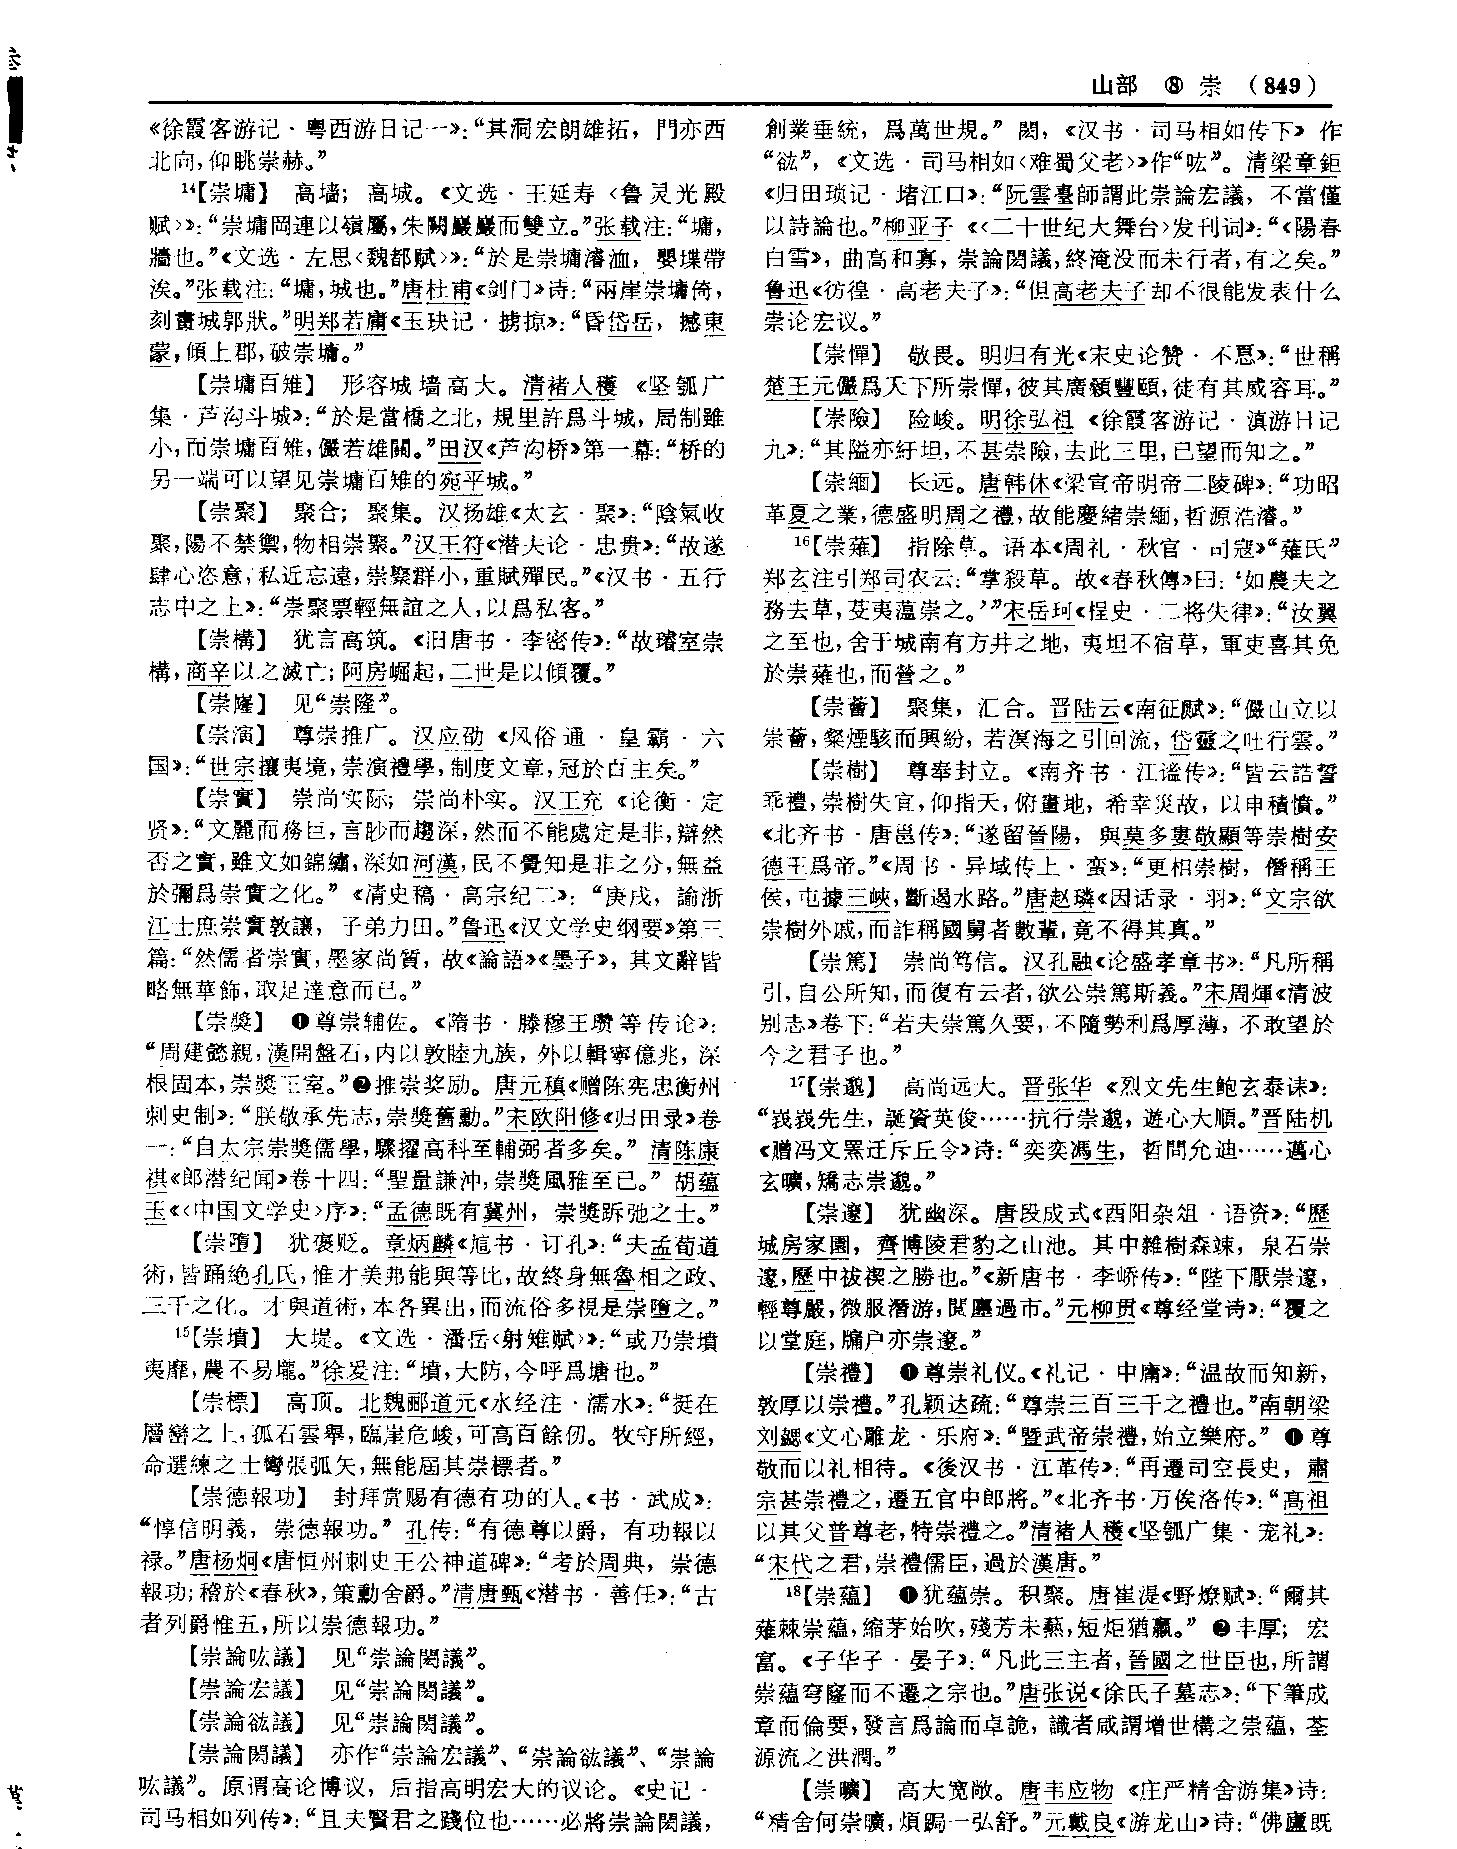 山部 ⑧ 崇 （849）
《徐霞客游记·粤西游日记一》：“其洞宏朗雄拓，門亦西
北向，仰眺崇赫。”
14【崇墉】 高墙；高城。《文选·王延寿〈鲁灵光殿
赋〉》：“崇墉岡連以嶺屬，朱闕巖巖而雙立。”张载注：“墉，
牆也。”《文选·左思〈魏都赋〉》：“於是崇墉濬洫，嬰堞帶
涘。”张载注：“墉，城也。”唐杜甫《剑门》诗：“兩崖崇墉倚，
刻畫城郭狀。”明郑若庸《玉玦记·掳掠》：“昏岱岳，撼東
蒙，傾上郡，破崇墉。”
【崇墉百雉】 形容城墙高大。清褚人穫《坚瓠广
集·芦沟斗城》：“於是當橋之北，規里許爲斗城，局制雖
小，而崇墉百雉，儼若雄關。”田汉《芦沟桥》第一幕：“桥的
另一端可以望见崇墉百雉的宛平城。”
【崇聚】 聚合；聚集。汉扬雄《太玄·聚》：“陰氣收
聚，陽不禁禦，物相崇聚。”汉王符《潜夫论·忠贵》：“故遂
肆心恣意，私近忘遠，崇聚群小，重賦殫民。”《汉书·五行
志中之上》：“崇聚票輕無誼之人，以爲私客。”
【崇構】 犹言高筑。《旧唐书·李密传》：“故璿室崇
構，商辛以之滅亡；阿房崛起，二世是以傾覆。”
【崇嶐】 见“崇隆”。
【崇演】 尊崇推广。汉应劭《风俗通·皇霸·六
国》：“世宗攘夷境，崇演禮學，制度文章，冠於百主矣。”
【崇實】 崇尚实际；崇尚朴实。汉王充《论衡·定
贤》：“文麗而務巨，言眇而趨深，然而不能處定是非，辯然
否之實，雖文如錦繡，深如河漢，民不覺知是非之分，無益
於彌爲崇實之化。”《清史稿·高宗纪二》：“庚戌，諭浙
江士庶崇實敦讓，子弟力田。”鲁迅《汉文学史纲要》第三
篇：“然儒者崇實，墨家尚質，故《論語》《墨子》，其文辭皆
略無華飾，取足達意而已。”
【崇奬】 ❶尊崇辅佐。《隋书·滕穆王瓒等传论》：
“周建懿親，漢開盤石，内以敦睦九族，外以輯寧億兆，深
根固本，崇奬王室。”❷推崇奖励。唐元稹《赠陈宪忠衡州
刺史制》：“朕敬承先志，崇奬舊勳。”宋欧阳修《归田录》卷
一：“自太宗崇奬儒學，驟擢高科至輔弼者多矣。”清陈康
祺《郎潜纪闻》卷十四：“聖量謙沖，崇奬風雅至已。”胡蕴
玉《〈中国文学史〉序》：“孟德既有冀州，崇奬跅弛之士。”
【崇墮】 犹褒贬。章炳麟《訄书·订孔》：“夫孟荀道
術，皆踊絶孔氏，惟才美弗能與等比，故終身無魯相之政、
三千之化。才與道術，本各異出，而流俗多視是崇墮之。”
15【崇墳】 大堤。《文选·潘岳〈射雉赋〉》：“或乃崇墳
夷靡，農不易壠。”徐爰注：“墳，大防，今呼爲塘也。”
【崇標】 高顶。北魏郦道元《水经注·濡水》：“挺在
層巒之上，孤石雲舉，臨崖危峻，可高百餘仞。牧守所經，
命選練之士彎張弧矢，無能屆其崇標者。”
【崇德報功】 封拜赏赐有德有功的人。《书·武成》：
“惇信明義，崇德報功。”孔传：“有德尊以爵，有功報以
禄。”唐杨炯《唐恒州刺史王公神道碑》：“考於周典，崇德
報功；稽於《春秋》，策勳舍爵。”清唐甄《潜书·善任》：“古
者列爵惟五，所以崇德報功。”
【崇論吰議】 见“崇論閎議”。
【崇論宏議】 见“崇論閎議”。
【崇論谹議】 见“崇論閎議”。
【崇論閎議】 亦作“崇論宏議”、“崇論谹議”、“崇論
吰議”。原谓高论博议，后指高明宏大的议论。《史记·
司马相如列传》：“且夫賢君之踐位也……必將崇論閎議，
創業垂統，爲萬世規。”閎，《汉书·司马相如传下》作
“谹”，《文选·司马相如〈难蜀父老〉》作“吰”。清梁章鉅
《归田琐记·堵江口》：“阮雲臺師謂此崇論宏議，不當僅
以詩論也。”柳亚子《〈二十世纪大舞台〉发刊词》：“《陽春
白雪》，曲高和寡，崇論閎議，終淹没而未行者，有之矣。”
鲁迅《彷徨·高老夫子》：“但高老夫子却不很能发表什么
崇论宏议。”
【崇憚】 敬畏。明归有光《宋史论赞·不惪》：“世稱
楚王元儼爲天下所崇憚，彼其廣顙豐頤，徒有其威容耳。”
【崇險】 险峻。明徐弘祖《徐霞客游记·滇游日记
九》：“其隘亦紆坦，不甚崇險，去此三里，已望而知之。”
【崇緬】 长远。唐韩休《梁宣帝明帝二陵碑》：“功昭
革夏之業，德盛明周之禮，故能慶緒崇緬，哲源浩濬。”
16【崇薙】 指除草。语本《周礼·秋官·司寇》“薙氏”
郑玄注引郑司农云：“掌殺草。故《春秋傳》曰：‘如農夫之
務去草，芟夷藴崇之。’”宋岳珂《桯史·二将失律》：“汝翼
之至也，舍于城南有方井之地，夷坦不宿草，軍吏喜其免
於崇薙也，而營之。”
【崇薈】 聚集，汇合。晋陆云《南征赋》：“儼山立以
崇薈，粲煙駭而興紛，若溟海之引回流，岱靈之吐行雲。”
【崇樹】 尊奉封立。《南齐书·江谧传》：“皆云誥誓
乖禮，崇樹失宜，仰指天，俯畫地，希幸災故，以申積憤。”
《北齐书·唐邕传》：“遂留晉陽，與莫多婁敬顯等崇樹安
德王爲帝。”《周书·异域传上·蛮》：“更相崇樹，僭稱王
侯，屯據三峽，斷遏水路。”唐赵璘《因话录·羽》：“文宗欲
崇樹外戚，而詐稱國舅者數輩，竟不得其真。”
【崇篤】 崇尚笃信。汉孔融《论盛孝章书》：“凡所稱
引，自公所知，而復有云者，欲公崇篤斯義。”宋周煇《清波
别志》卷下：“若夫崇篤久要，不隨勢利爲厚薄，不敢望於
今之君子也。”
17【崇邈】 高尚远大。晋张华《烈文先生鲍玄泰诔》：
“峩峩先生，誕資英俊……抗行崇邈，遊心大順。”晋陆机
《赠冯文罴迁斥丘令》诗：“奕奕馮生，哲問允迪……邁心
玄曠，矯志崇邈。”
【崇邃】 犹幽深。唐段成式《酉阳杂俎·语资》：“歷
城房家園，齊博陵君豹之山池。其中雜樹森竦，泉石崇
邃，歷中祓禊之勝也。”《新唐书·李峤传》：“陛下厭崇邃，
輕尊嚴，微服潛游，閲廛過市。”元柳贯《尊经堂诗》：“覆之
以堂庭，牖户亦崇邃。”
【崇禮】 ❶尊崇礼仪。《礼记·中庸》：“温故而知新，
敦厚以崇禮。”孔颖达疏：“尊崇三百三千之禮也。”南朝梁
刘勰《文心雕龙·乐府》：“暨武帝崇禮，始立樂府。”❶尊
敬而以礼相待。《後汉书·江革传》：“再遷司空長史，肅
宗甚崇禮之，遷五官中郎將。”《北齐书·万俟洛传》：“高祖
以其父普尊老，特崇禮之。”清褚人穫《坚瓠广集·宠礼》：
“宋代之君，崇禮儒臣，過於漢唐。”
18【崇藴】 ❶犹蕴崇。积聚。唐崔湜《野燎赋》：“爾其
薙棘崇藴，縮茅始吹，殘芳未爇，短炬猶羸。”❷丰厚；宏
富。《子华子·晏子》：“凡此三主者，晉國之世臣也，所謂
崇藴穹窿而不遷之宗也。”唐张说《徐氏子墓志》：“下筆成
章而倫要，發言爲論而卓詭，識者咸謂增世構之崇藴，荃
源流之洪潤。”
【崇曠】 高大宽敞。唐韦应物《庄严精舍游集》诗：
“精舍何崇曠，煩跼一弘舒。”元戴良《游龙山》诗：“佛廬既